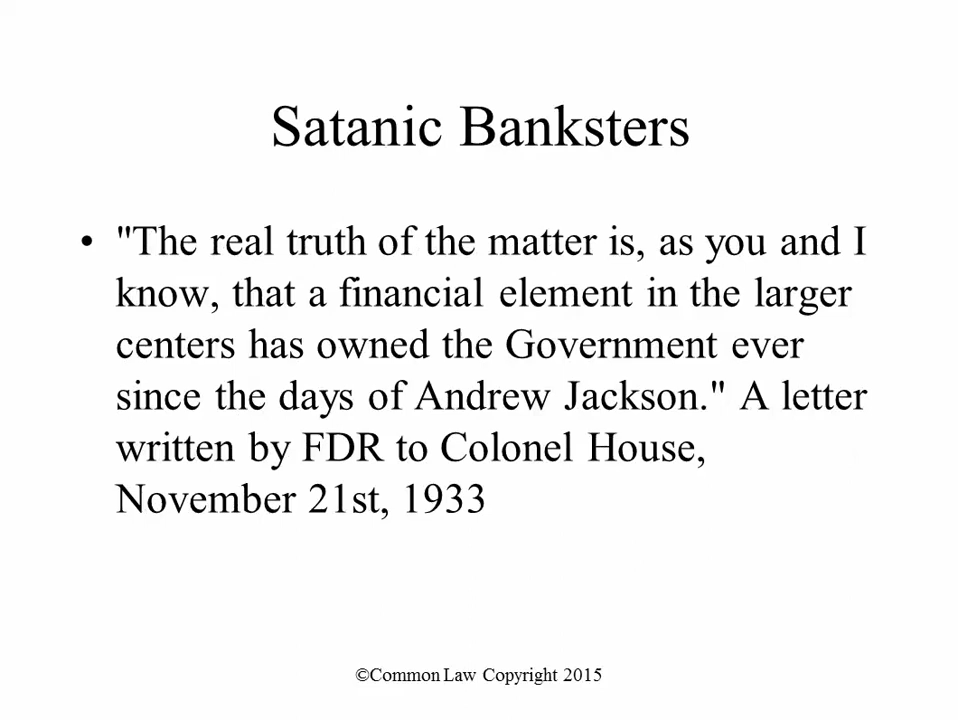 Satanic Banksters
• "The real truth of the matter is, as you and I
know, that a financial element in the larger
centers has owned the Government ever
since the days of Andrew Jackson." A letter
written by FDR to Colonel House,
November 21st, 1933
©Common Law Copyright 2015